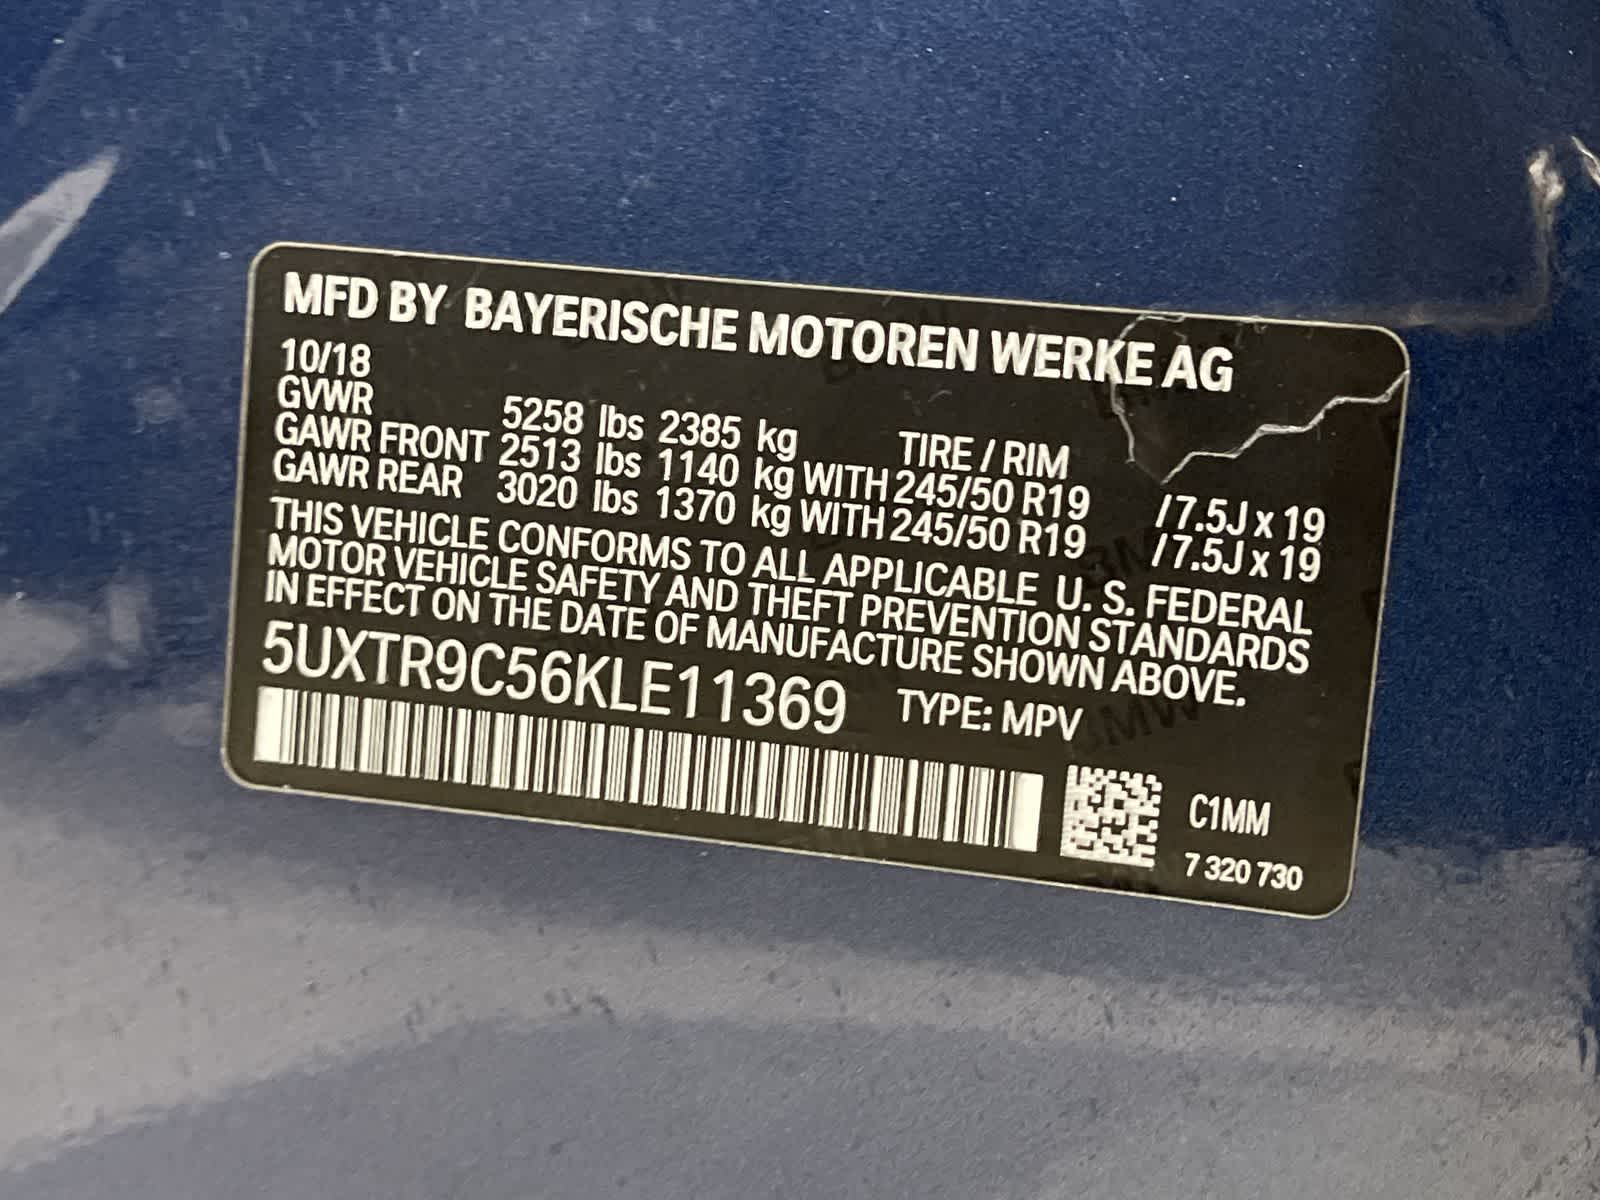 MFD BY BAYERISCHE MOTOREN WERKE AG
10/18
GVWR 5258 lbs 2385 kg TIRE / RIM
GAWR FRONT 2513 lbs 1140 kg WITH 245/50 R19 / 7.5J x 19
GAWR REAR 3020 lbs 1370 kg WITH 245/50 R19 / 7.5J x 19
THIS VEHICLE CONFORMS TO ALL APPLICABLE U. S. FEDERAL
MOTOR VEHICLE SAFETY AND THEFT PREVENTION STANDARDS
IN EFFECT ON THE DATE OF MANUFACTURE SHOWN ABOVE.
5UXTR9C56KLE11369 TYPE: MPV
C1MM
7 320 730